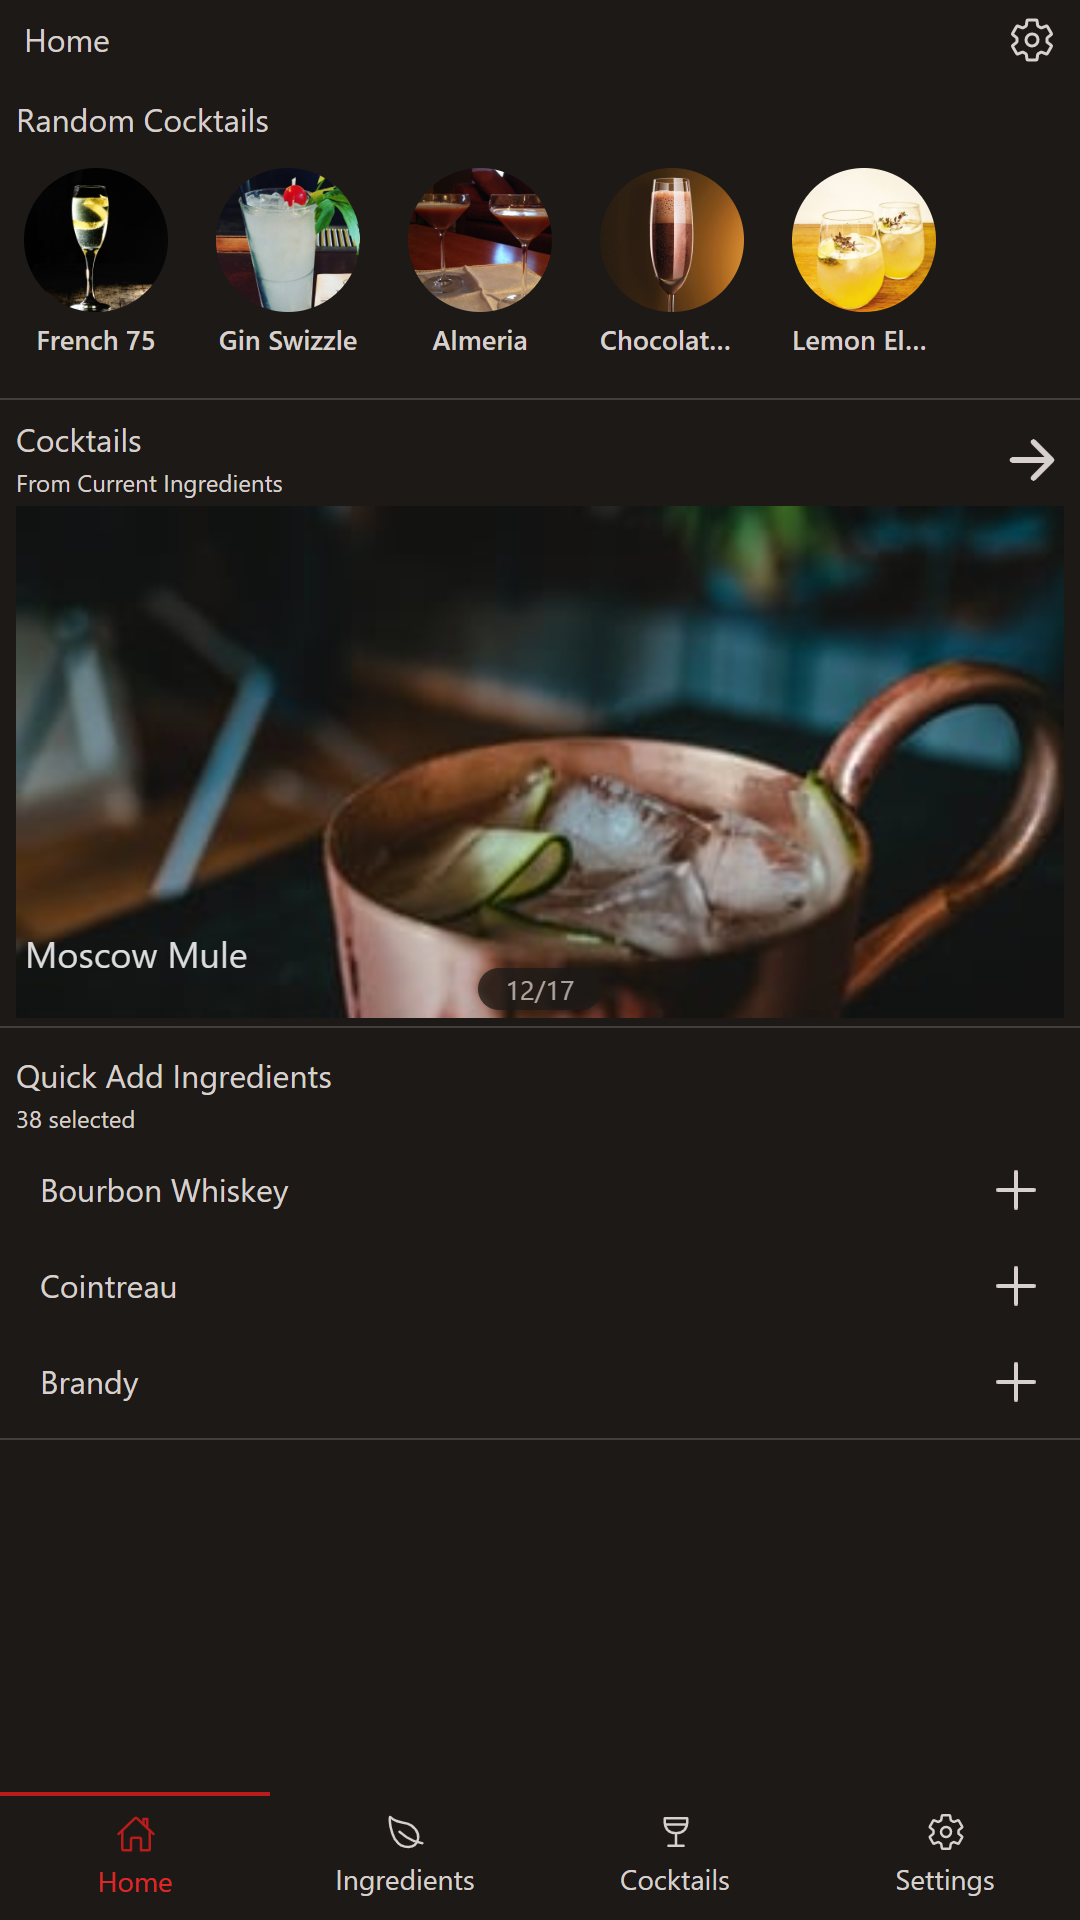 Home
Random Cocktails
French 75
Gin Swizzle
Almeria
Chocolat...
Lemon El...
Cocktails
From Current Ingredients
Moscow Mule
12/17
Quick Add Ingredients
38 selected
Bourbon Whiskey
Cointreau
Brandy
Home
Ingredients
Cocktails
Settings